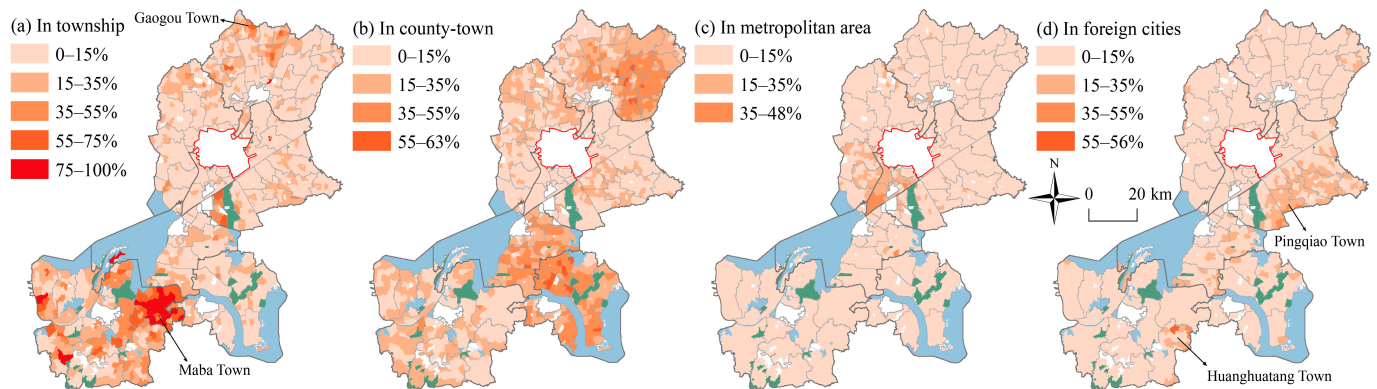 (a) In township
0–15%
15–35%
35–55%
55–75%
75–100%
Gaogou Town
Maba Town
(b) In county-town
0–15%
15–35%
35–55%
55–63%
(c) In metropolitan area
0–15%
15–35%
35–48%
(d) In foreign cities
0–15%
15–35%
35–55%
55–56%
N
0 20 km
Pingqiao Town
Huanghuatang Town